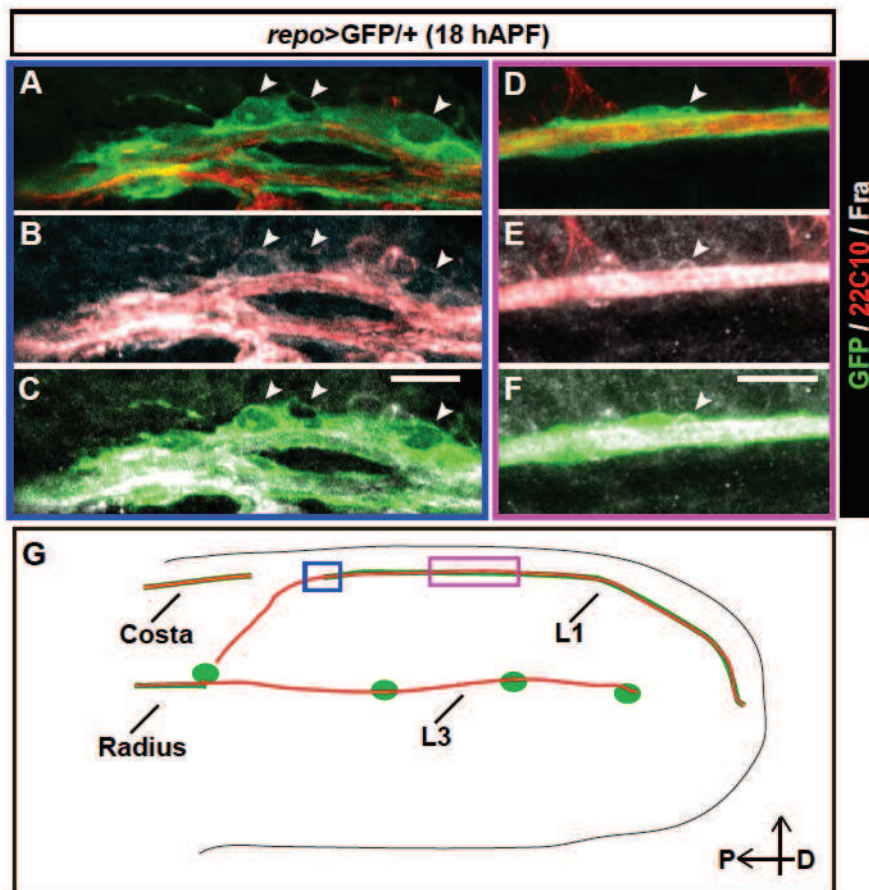 repo>GFP/+ (18 hAPF)
A
D
B
E
C
F
GFP / 22C10 / Fra
G
Costa
L1
Radius
L3
P
D